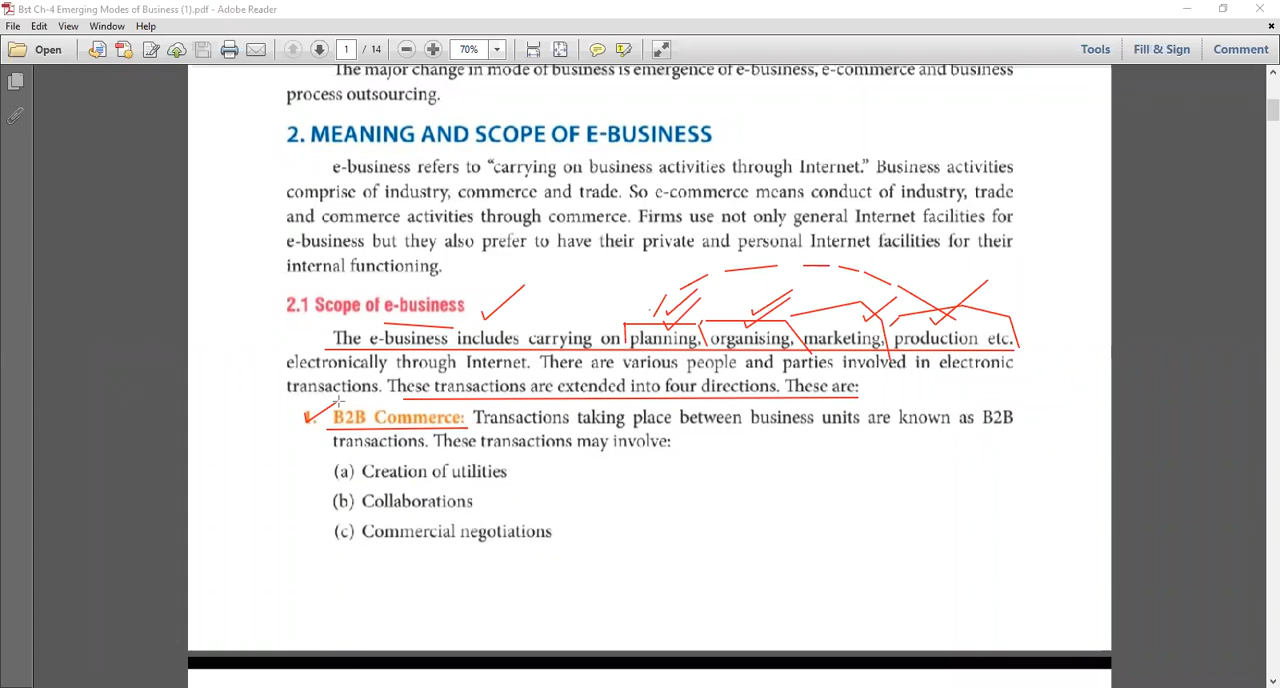 Bst Ch-4 Emerging Modes of Business (1).pdf - Adobe Reader
File Edit View Window Help
Open 1 / 14 70% Tools Fill & Sign Comment
The major change in mode of business is emergence of e-business, e-commerce and business
process outsourcing.
2. MEANING AND SCOPE OF E-BUSINESS
e-business refers to “carrying on business activities through Internet.” Business activities
comprise of industry, commerce and trade. So e-commerce means conduct of industry, trade
and commerce activities through commerce. Firms use not only general Internet facilities for
e-business but they also prefer to have their private and personal Internet facilities for their
internal functioning.
2.1 Scope of e-business
The e-business includes carrying on planning, organising, marketing, production etc.
electronically through Internet. There are various people and parties involved in electronic
transactions. These transactions are extended into four directions. These are:
B2B Commerce: Transactions taking place between business units are known as B2B
transactions. These transactions may involve:
(a) Creation of utilities
(b) Collaborations
(c) Commercial negotiations